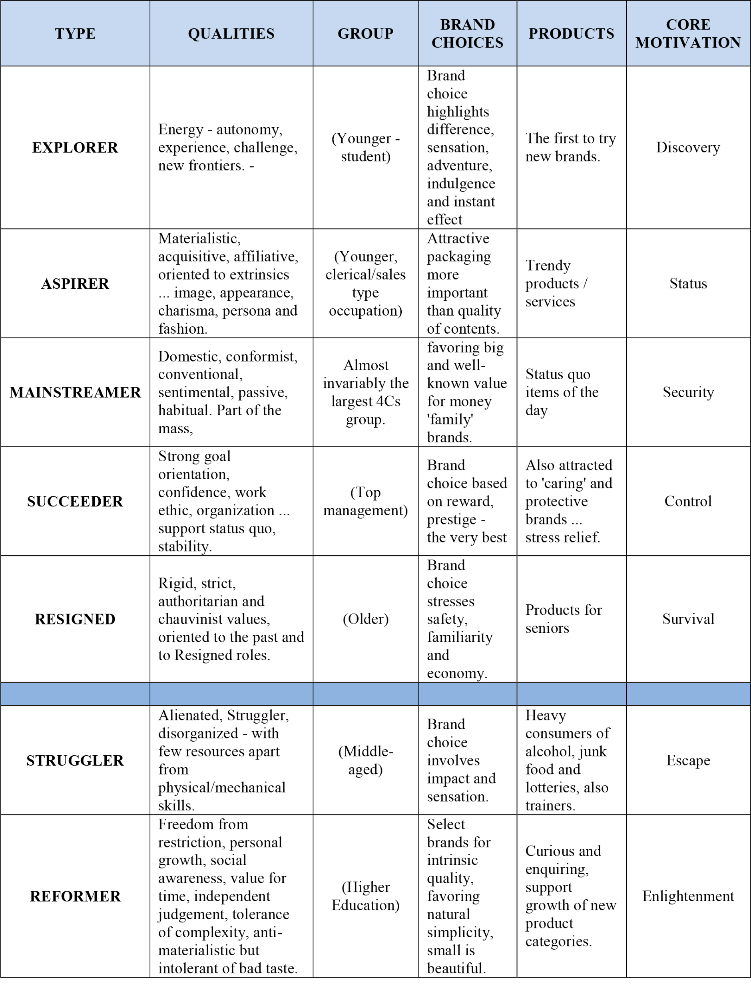 TYPE
QUALITIES
GROUP
BRAND
CHOICES
PRODUCTS
CORE
MOTIVATION
EXPLORER
Energy - autonomy,
experience, challenge,
new frontiers. -
(Younger -
student)
Brand
choice
highlights
difference,
sensation,
adventure,
indulgence
and instant
effect
The first to try
new brands.
Discovery
ASPIRER
Materialistic,
acquisitive, affiliative,
oriented to extrinsics
... image, appearance,
charisma, persona and
fashion.
(Younger,
clerical/sales
type
occupation)
Attractive
packaging
more
important
than quality
of contents.
Trendy
products /
services
Status
MAINSTREAMER
Domestic, conformist,
conventional,
sentimental, passive,
habitual. Part of the
mass,
Almost
invariably the
largest 4Cs
group.
favoring big
and well-
known value
for money
'family'
brands.
Status quo
items of the
day
Security
SUCCEEDER
Strong goal
orientation,
confidence, work
ethic, organization ...
support status quo,
stability.
(Top
management)
Brand
choice based
on reward,
prestige -
the very best
Also attracted
to 'caring' and
protective
brands ...
stress relief.
Control
RESIGNED
Rigid, strict,
authoritarian and
chauvinist values,
oriented to the past and
to Resigned roles.
(Older)
Brand
choice
stresses
safety,
familiarity
and
economy.
Products for
seniors
Survival
STRUGGLER
Alienated, Struggler,
disorganized - with
few resources apart
from
physical/mechanical
skills.
(Middle-
aged)
Brand
choice
involves
impact and
sensation.
Heavy
consumers of
alcohol, junk
food and
lotteries, also
trainers.
Escape
REFORMER
Freedom from
restriction, personal
growth, social
awareness, value for
time, independent
judgement, tolerance
of complexity, anti-
materialistic but
intolerant of bad taste.
(Higher
Education)
Select
brands for
intrinsic
quality,
favoring
natural
simplicity,
small is
beautiful.
Curious and
enquiring,
support
growth of new
product
categories.
Enlightenment